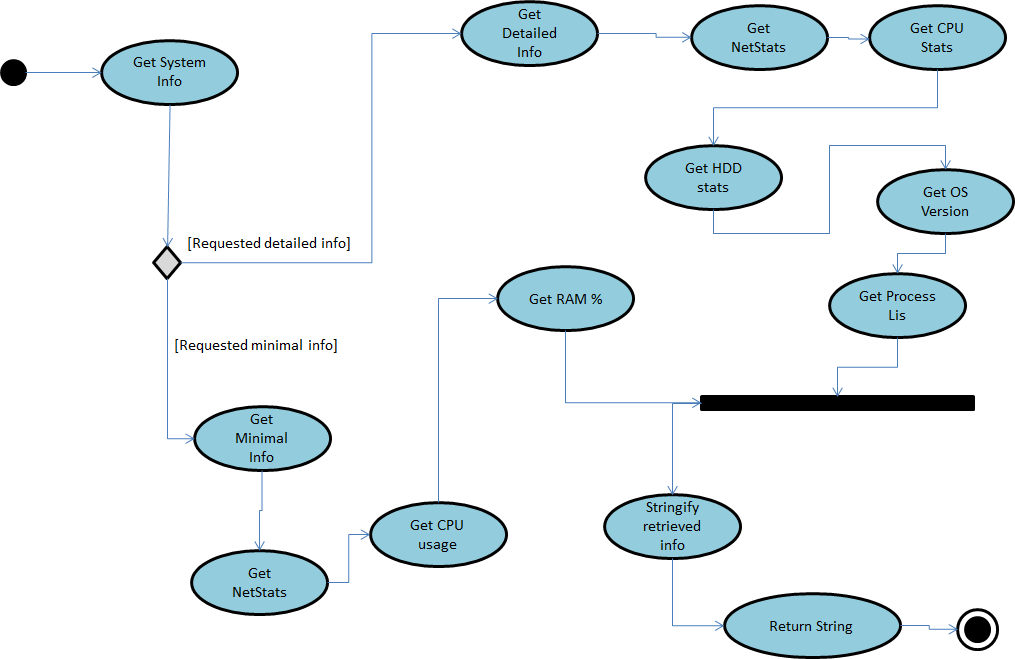 Get
Detailed
Info
Get
NetStats
Get CPU
Stats
Get System
Info
Get HDD
stats
Get OS
Version
[Requested detailed info]
Get RAM %
Get Process
Lis
[Requested minimal info]
Get
Minimal
Info
Get CPU
usage
Stringify
retrieved
info
Get
NetStats
Return String